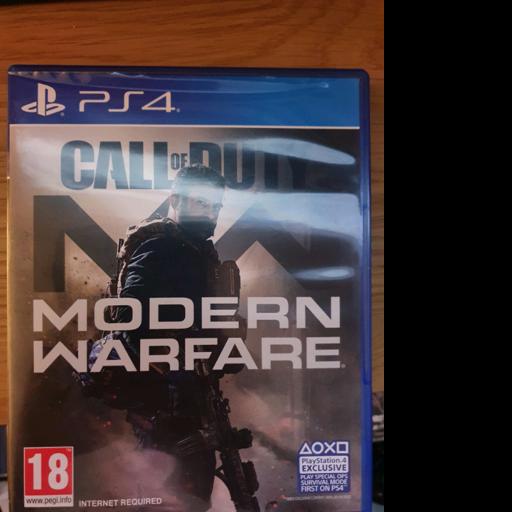 PS4
CALL OF DUTY
MODERN
WARFARE
18
www.pegi.info
INTERNET REQUIRED
PlayStation.4
EXCLUSIVE
PLAY SPECIAL OPS
SURVIVAL MODE
FIRST ON PS4